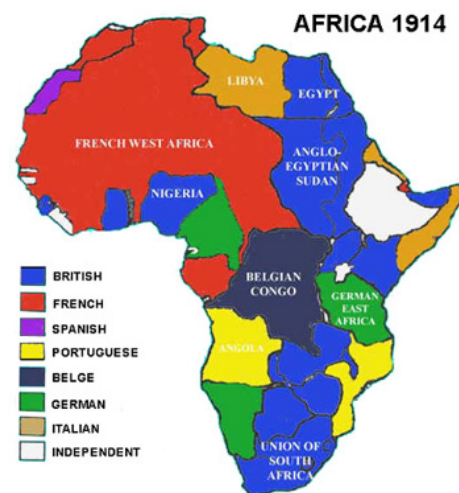 AFRICA 1914
LIBYA
EGYPT
FRENCH WEST AFRICA
ANGLO-
EGYPTIAN
SUDAN
NIGERIA
BELGIAN
CONGO
GERMAN
EAST
AFRICA
ANGOLA
UNION OF
SOUTH
AFRICA
BRITISH
FRENCH
SPANISH
PORTUGUESE
BELGE
GERMAN
ITALIAN
INDEPENDENT